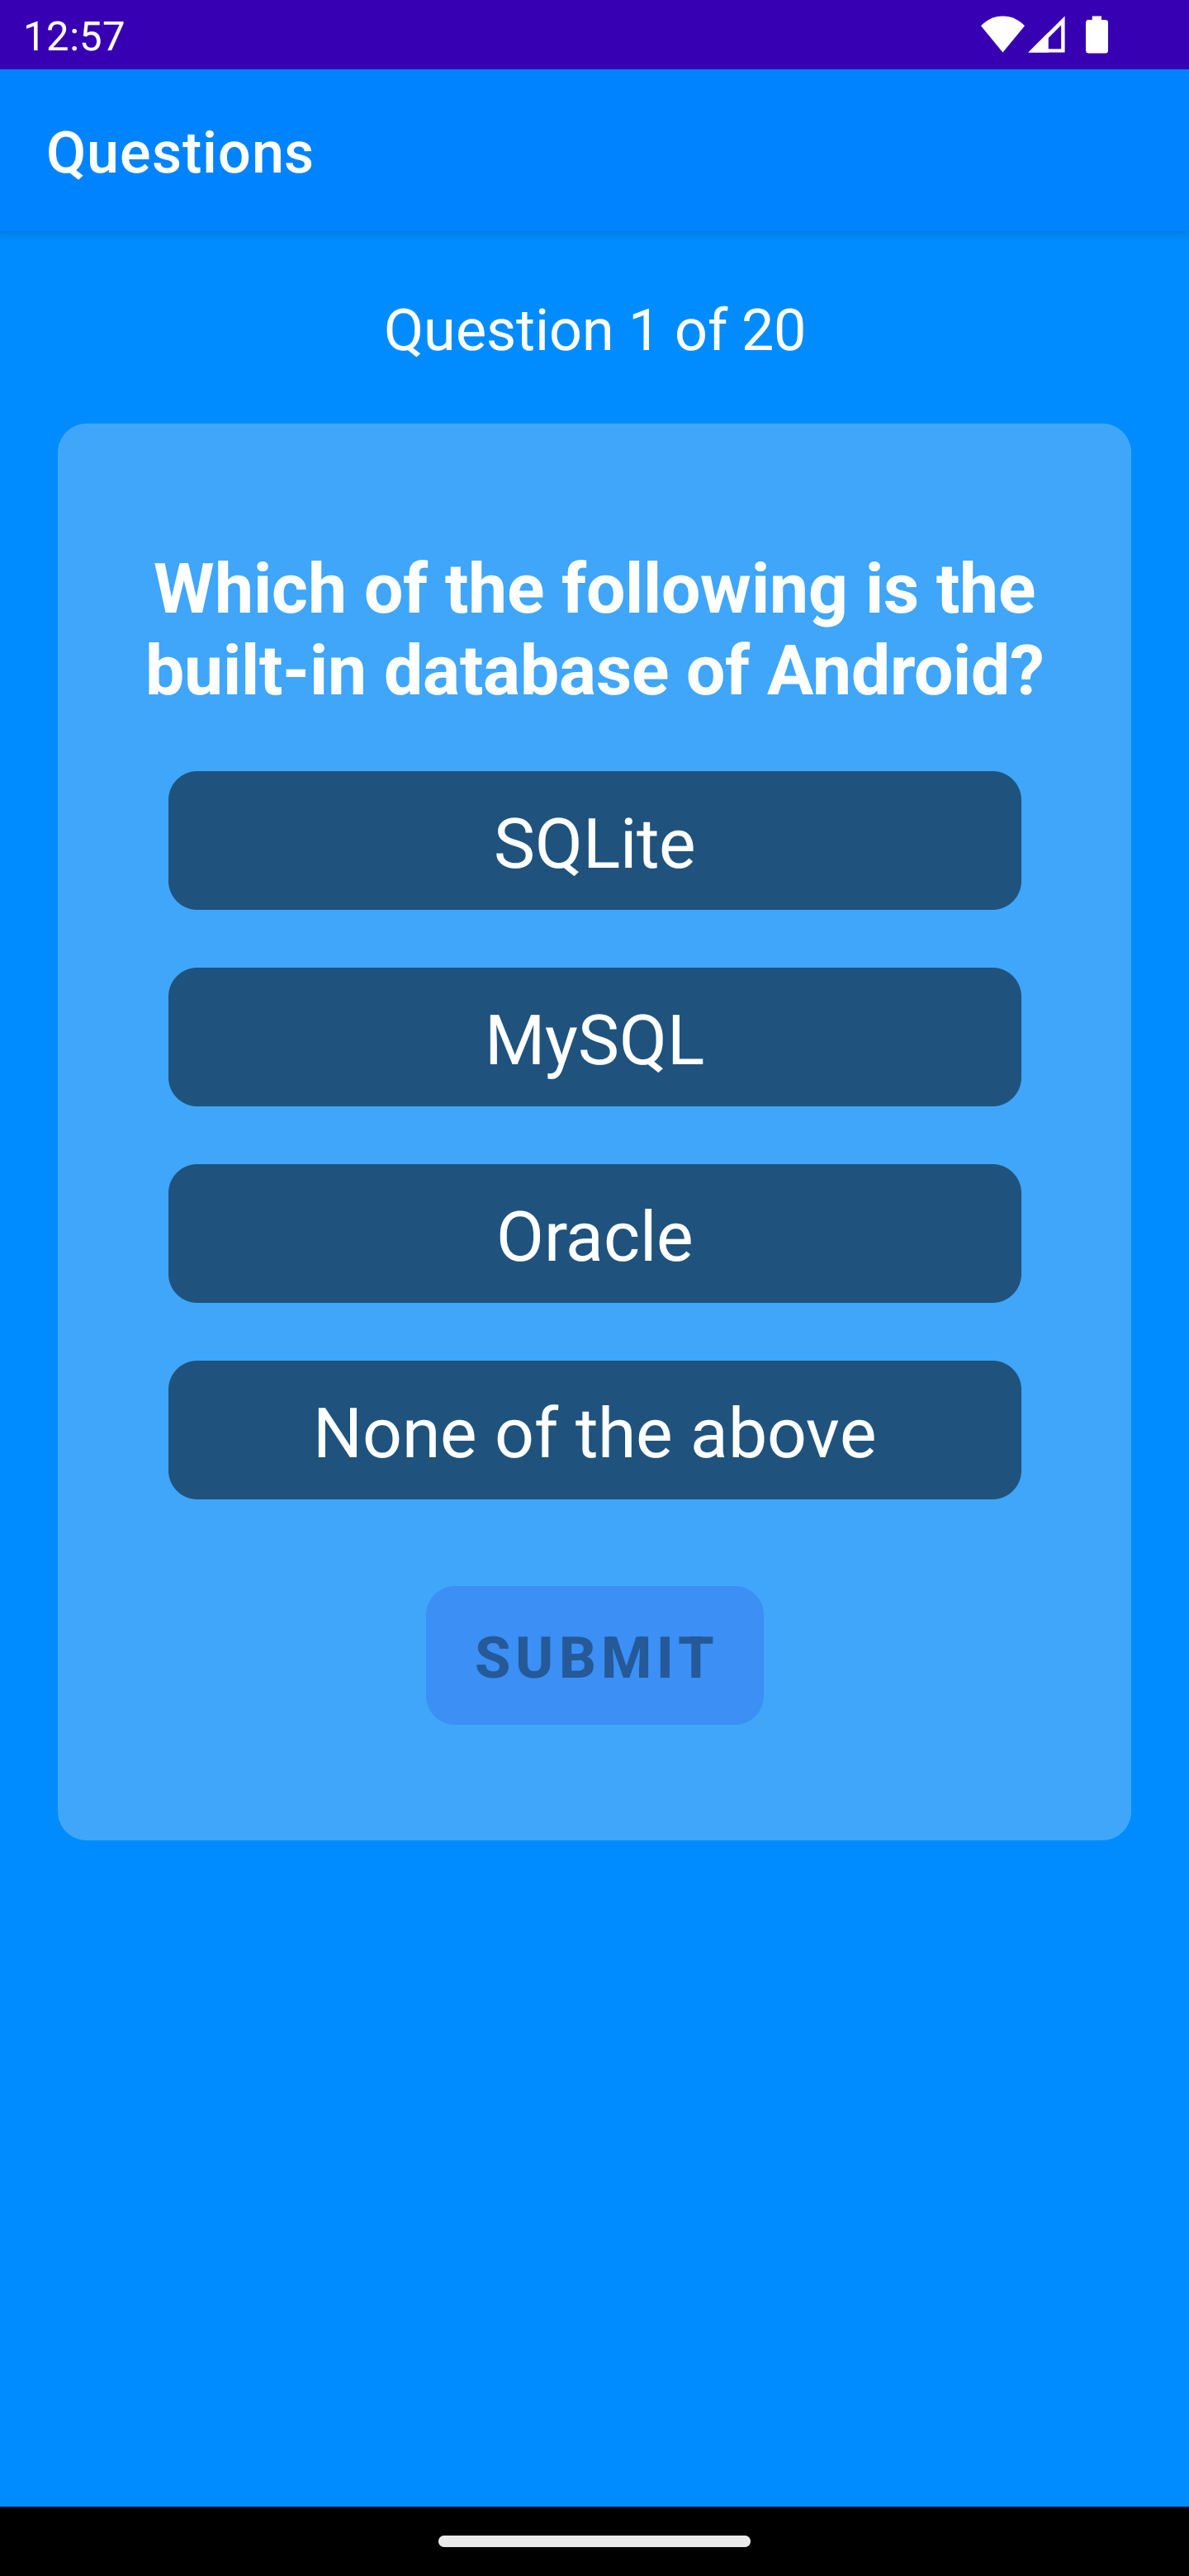 12:57
Questions
Question 1 of 20
Which of the following is the
built-in database of Android?
SQLite
MySQL
Oracle
None of the above
SUBMIT